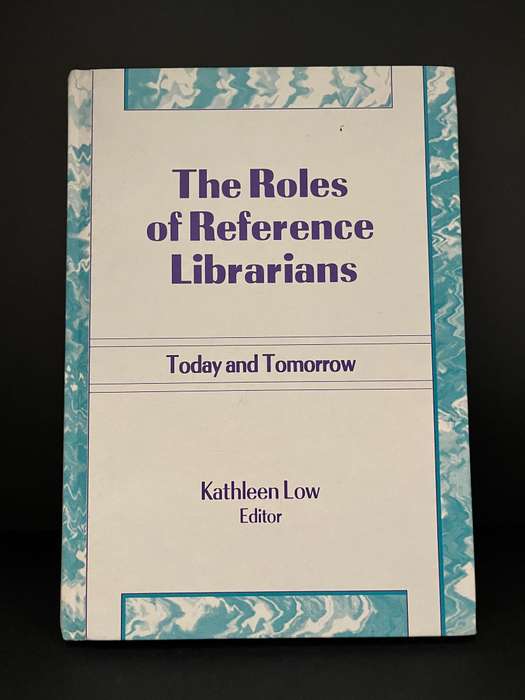 The Roles
of Reference
Librarians
Today and Tomorrow
Kathleen Low
Editor